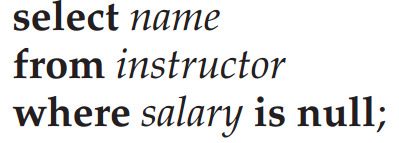 select name
from instructor
where salary is null;